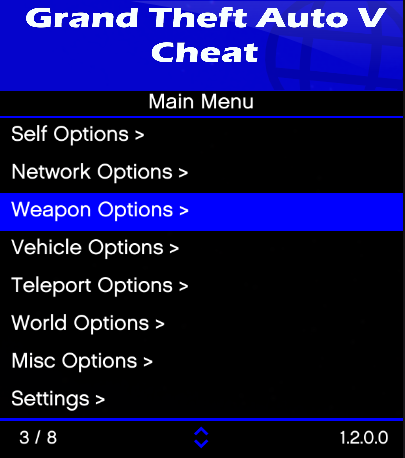 Grand Theft Auto V
Cheat
Main Menu
Self Options >
Network Options >
Weapon Options >
Vehicle Options >
Teleport Options >
World Options >
Misc Options >
Settings >
3 / 8
1.2.0.0